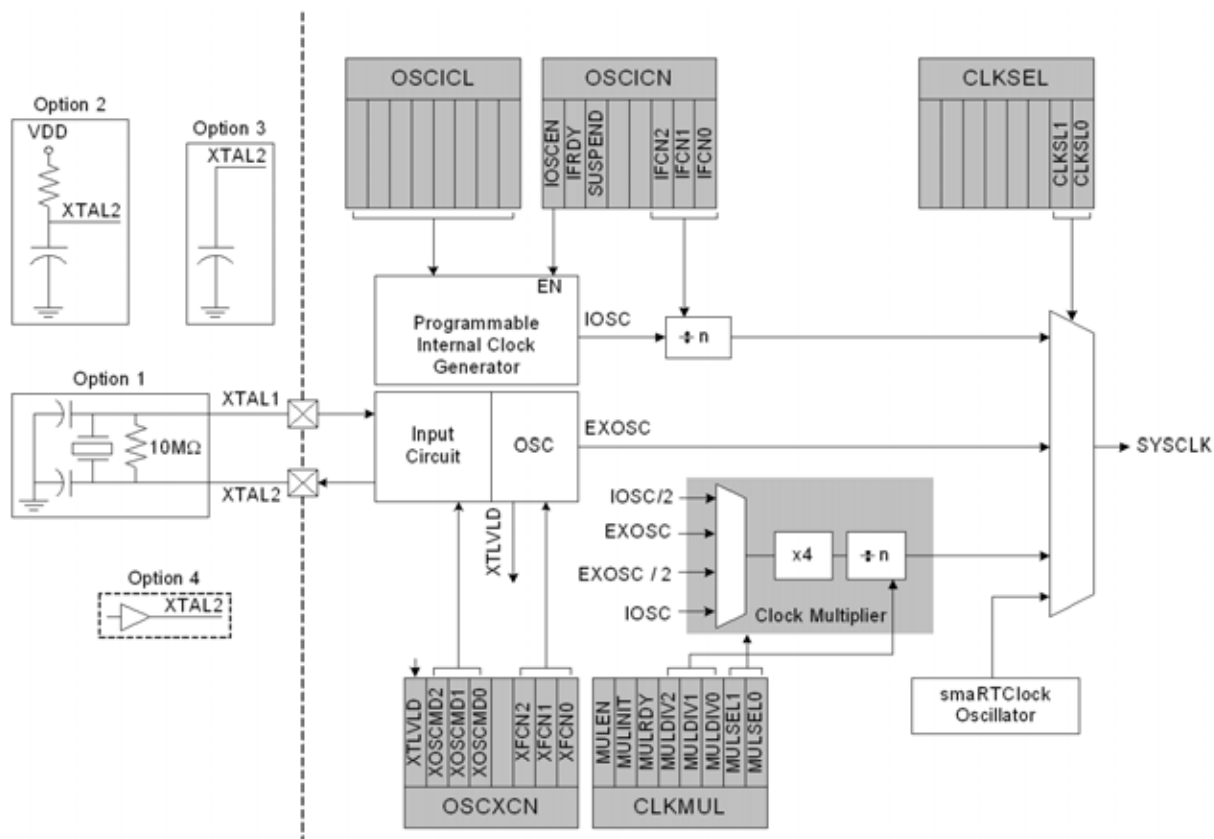 OSCICL
OSCICN
CLKSEL
IOSCEN
IFRDY
SUSPEND
IFCN2
IFCN1
IFCN0
CLKSL1
CLKSL0
Option 2
VDD
XTAL2
Option 3
XTAL2
EN
Programmable
Internal Clock
Generator
IOSC
÷ n
Option 1
10MΩ
XTAL1
XTAL2
Input
Circuit
OSC
EXOSC
SYSCLK
XTLVLD
IOSC/2
EXOSC
EXOSC / 2
IOSC
x4
÷ n
Clock Multiplier
Option 4
XTAL2
smaRTClock
Oscillator
XTLVLD
XOSCMD2
XOSCMD1
XOSCMD0
XFCN2
XFCN1
XFCN0
OSCXCN
MULEN
MULINIT
MULRDY
MULDIV2
MULDIV1
MULDIV0
MULSEL1
MULSEL0
CLKMUL